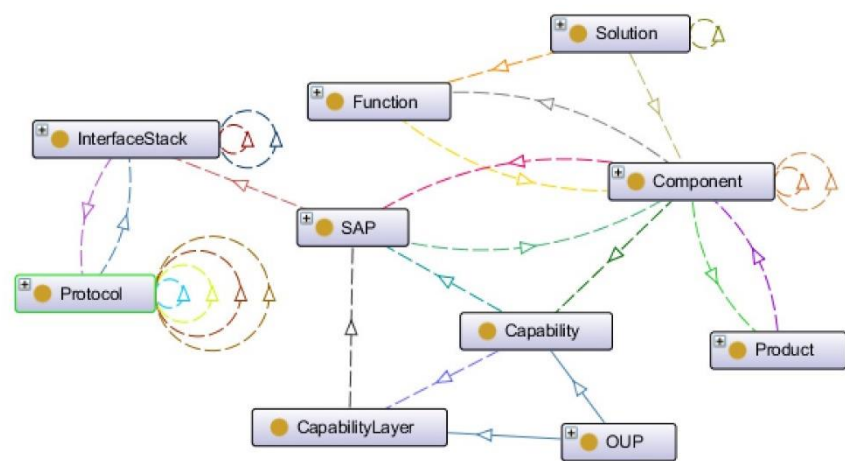 Solution
Function
InterfaceStack
Component
SAP
Protocol
Capability
Product
CapabilityLayer
OUP